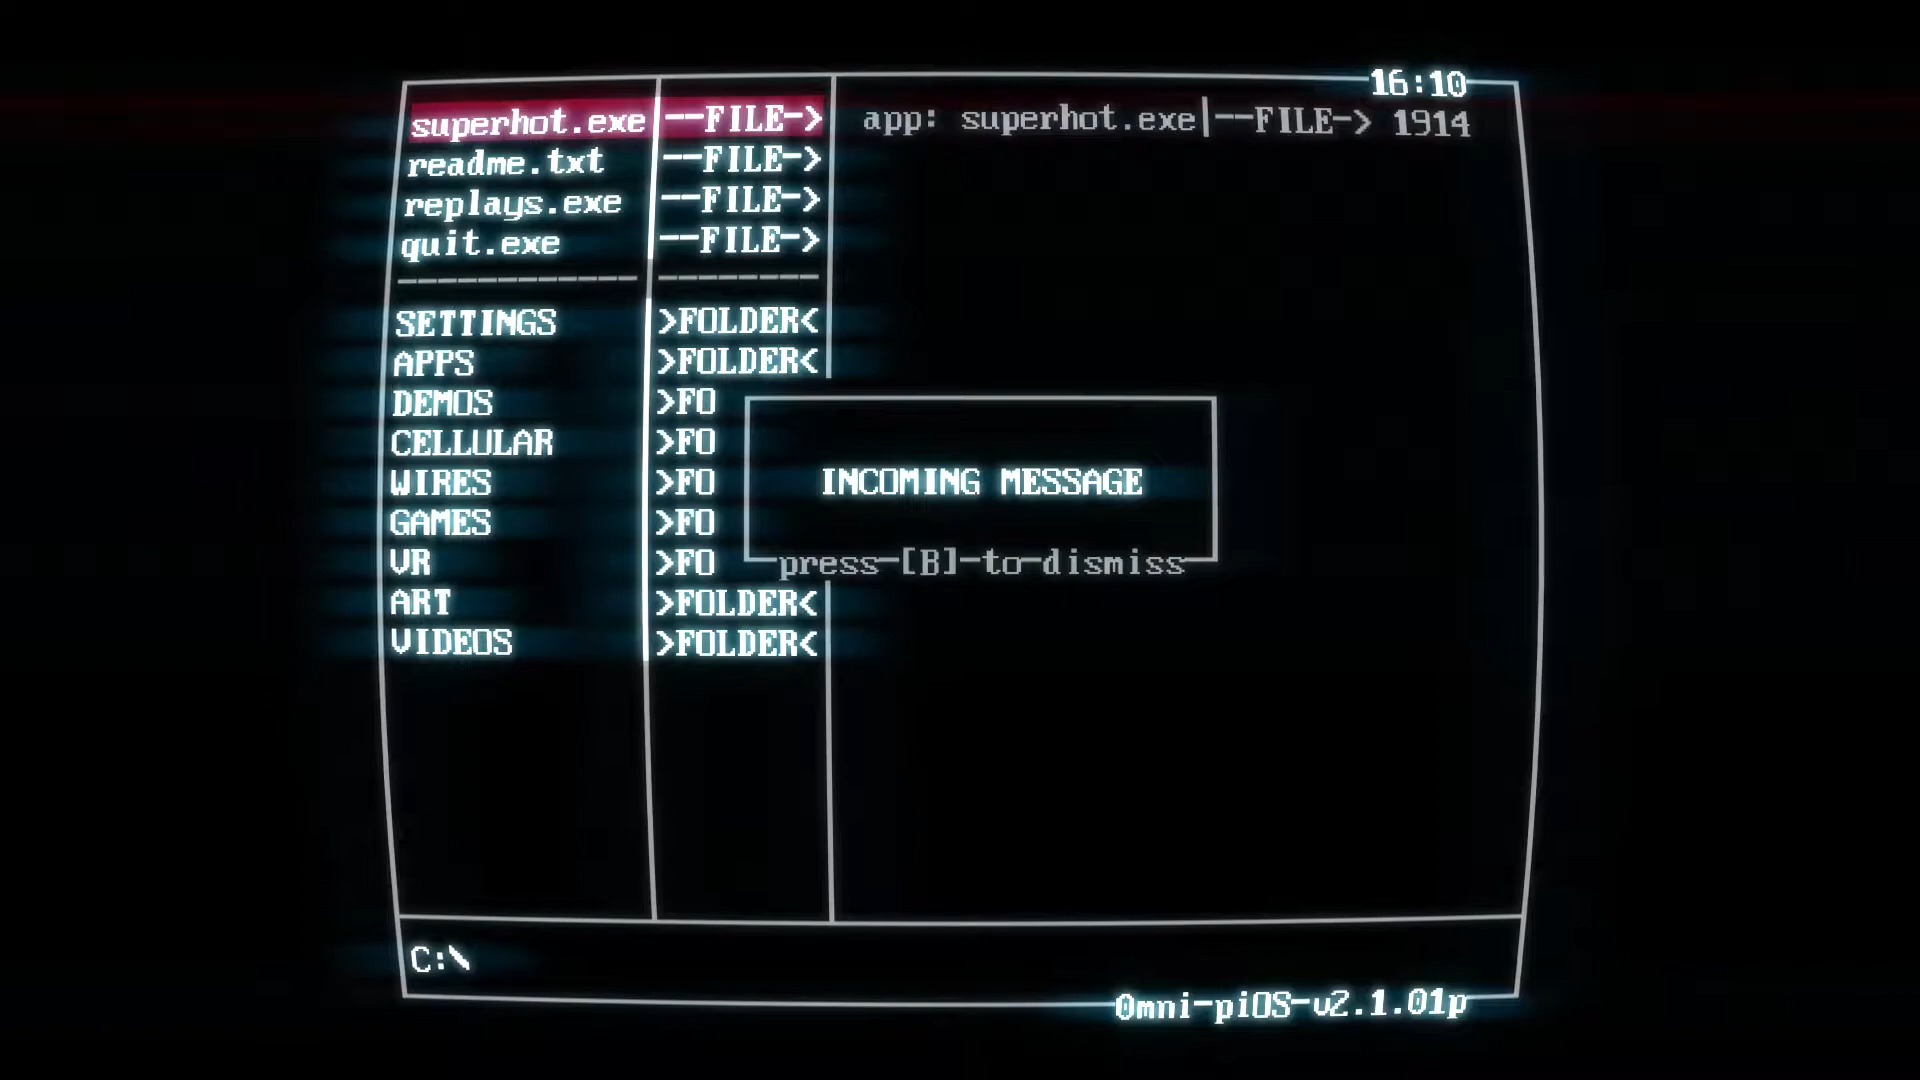 16:10
superhot.exe --FILE-> app: superhot.exe|--FILE-> 1914
readme.txt --FILE->
replays.exe --FILE->
quit.exe --FILE->
SETTINGS >FOLDER<
APPS >FOLDER<
DEMOS >FO
CELLULAR >FO
WIRES >FO
INCOMING MESSAGE
GAMES >FO
VR >FO
press-[B]-to-dismiss
ART >FOLDER<
VIDEOS >FOLDER<
C:\
0mni-piOS-v2.1.01p